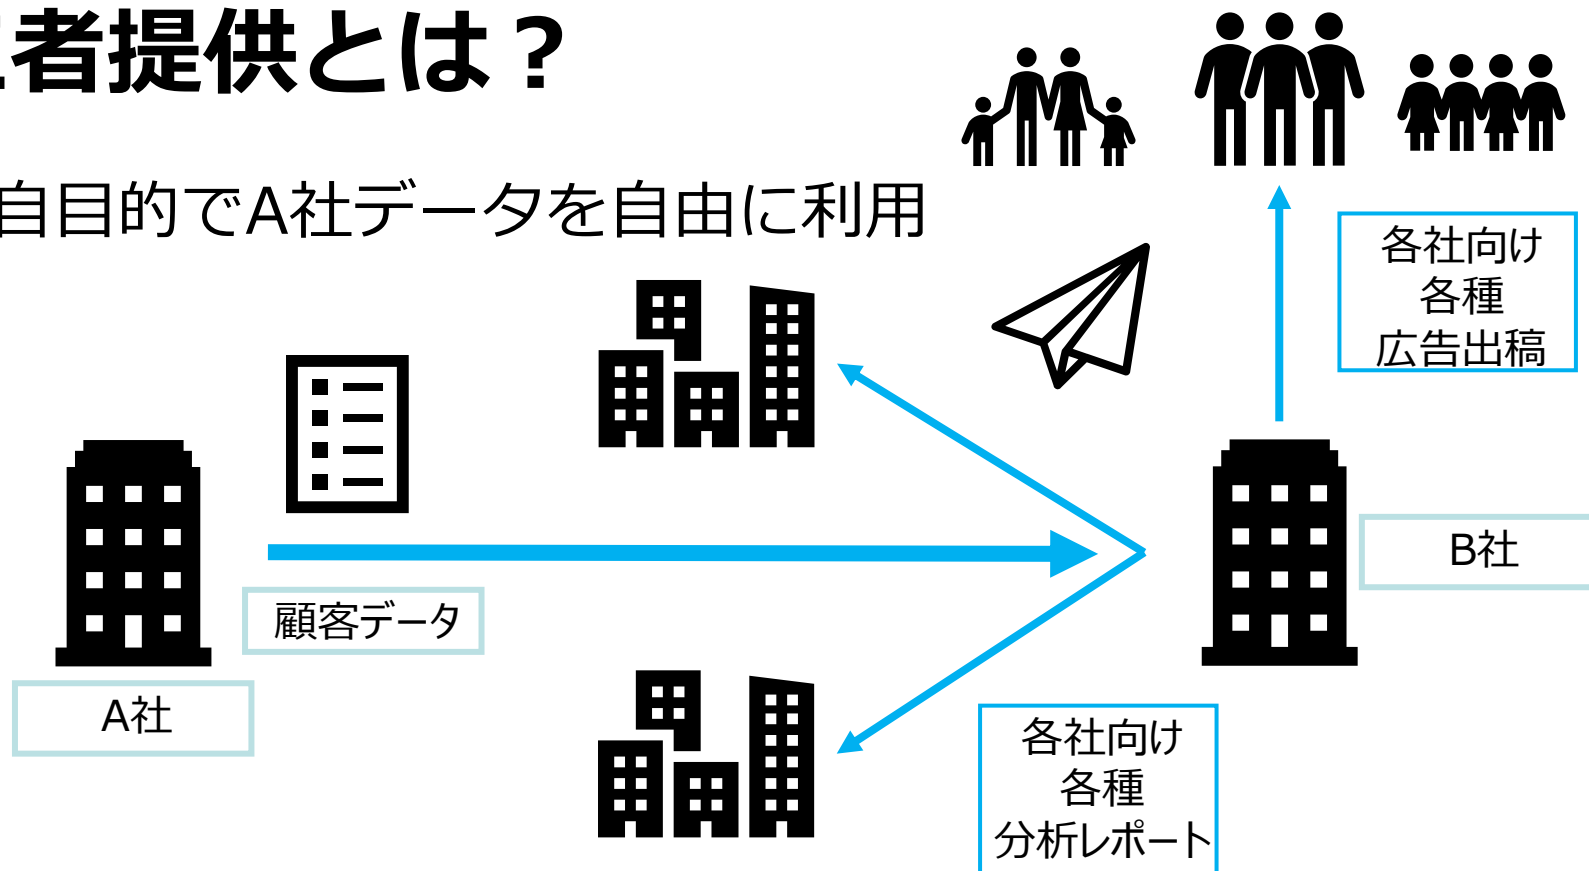 者提供とは？
自目的でA社データを自由に利用
各社向け
各種
広告出稿
B社
顧客データ
A社
各社向け
各種
分析レポート